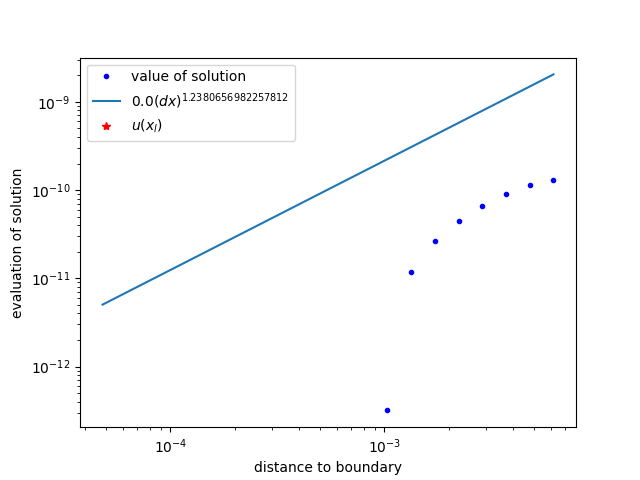 value of solution
0.0(dx)^1.2380656982257812
u(x_l)
10^−9
10^−10
10^−11
10^−12
evaluation of solution
10^−4
10^−3
distance to boundary